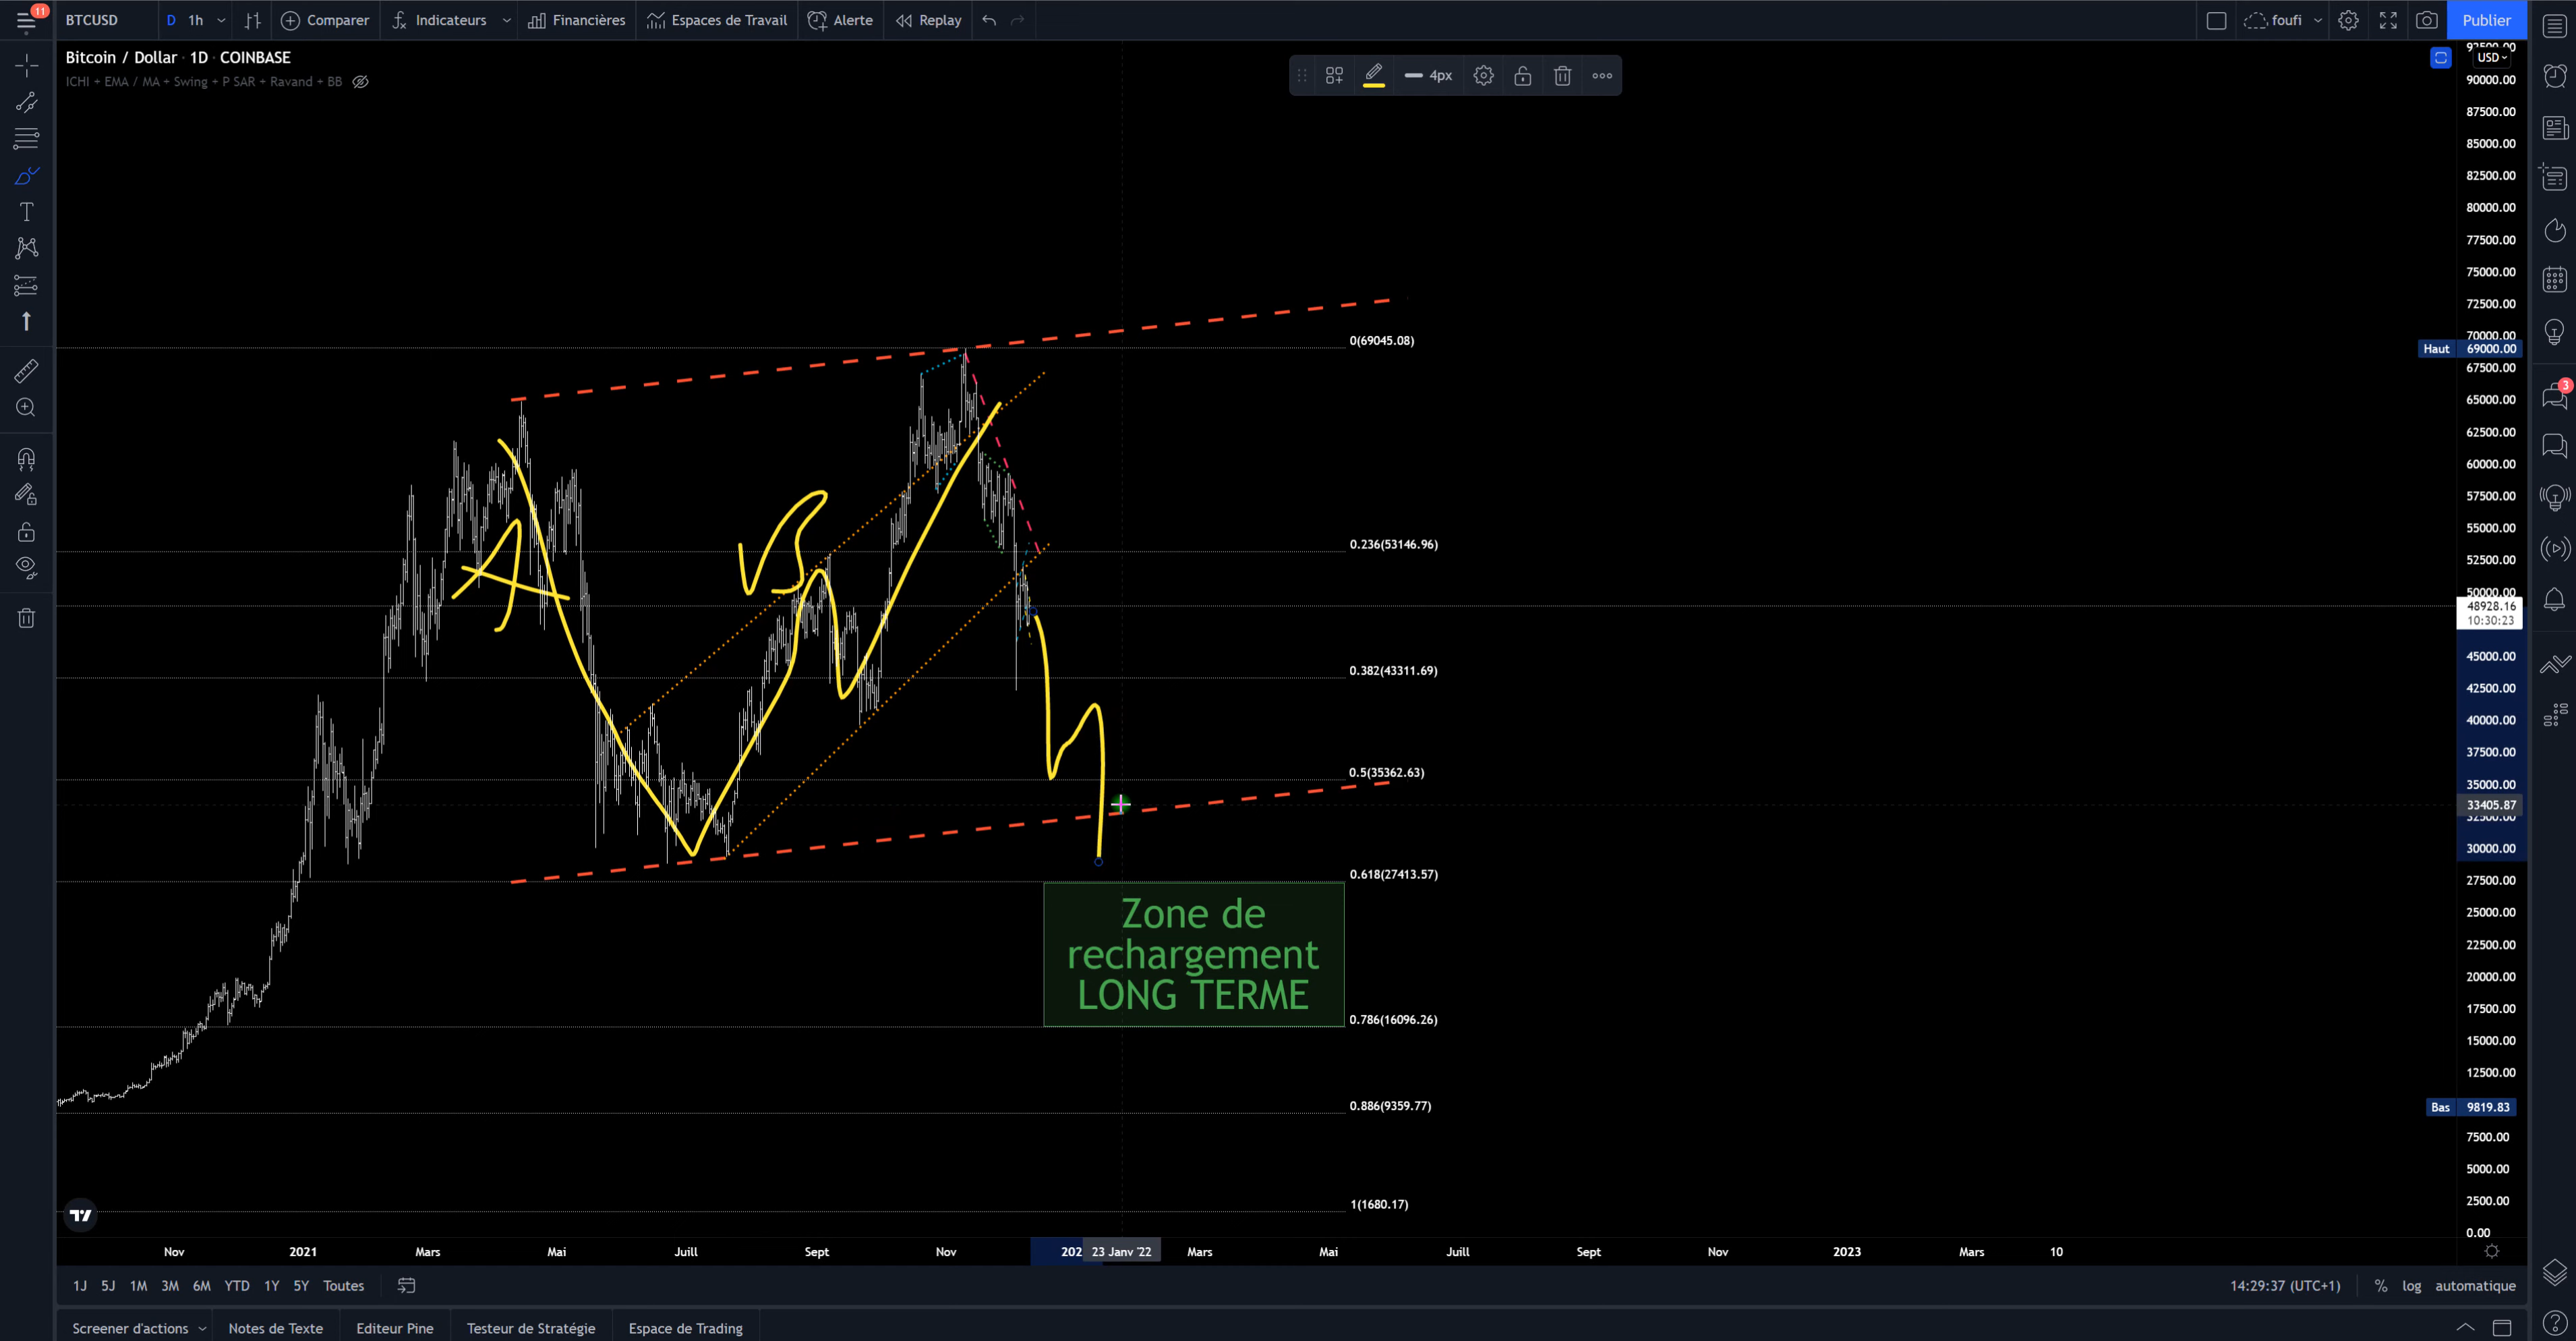 11
BTCUSD
D 1h
Comparer
Indicateurs
Financières
Espaces de Travail
Alerte
Replay
foufi
Publier
Bitcoin / Dollar · 1D · COINBASE
ICHI + EMA / MA + Swing + P SAR + Ravand + BB
4px
USD
92500.00
90000.00
87500.00
85000.00
82500.00
80000.00
77500.00
75000.00
72500.00
70000.00
Haut 69000.00
67500.00
65000.00
62500.00
60000.00
57500.00
55000.00
52500.00
50000.00
48928.16
10:30:23
45000.00
42500.00
40000.00
37500.00
35000.00
33405.87
32500.00
30000.00
27500.00
25000.00
22500.00
20000.00
17500.00
15000.00
12500.00
Bas 9819.83
7500.00
5000.00
2500.00
0.00
3
0(69045.08)
0.236(53146.96)
0.382(43311.69)
0.5(35362.63)
0.618(27413.57)
0.786(16096.26)
0.886(9359.77)
1(1680.17)
A
Zone de
rechargement
LONG TERME
Nov 2021 Mars Mai Juill Sept Nov 202 23 Janv '22 Mars Mai Juill Sept Nov 2023 Mars 10
1J 5J 1M 3M 6M YTD 1Y 5Y Toutes
14:29:37 (UTC+1) % log automatique
Screener d'actions Notes de Texte Editeur Pine Testeur de Stratégie Espace de Trading